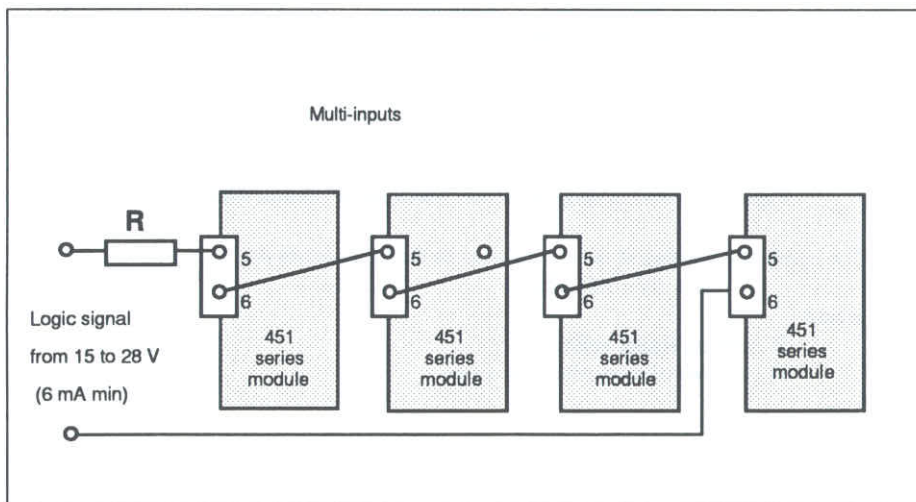 Multi-inputs
R
5
5
5
5
6
6
6
6
Logic signal
from 15 to 28 V
(6 mA min)
451
series
module
451
series
module
451
series
module
451
series
module